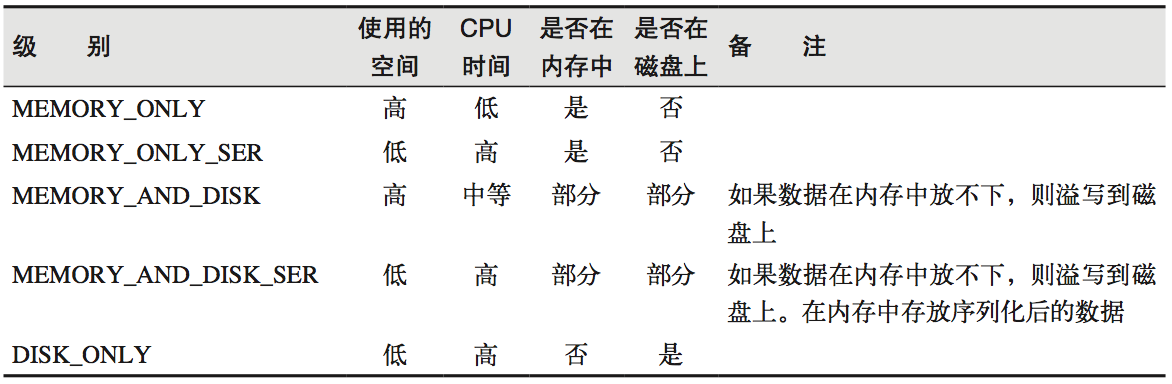 级 别 使用的空间 CPU时间 是否在内存中 是否在磁盘上 备 注
MEMORY_ONLY 高 低 是 否
MEMORY_ONLY_SER 低 高 是 否
MEMORY_AND_DISK 高 中等 部分 部分 如果数据在内存中放不下，则溢写到磁
盘上
MEMORY_AND_DISK_SER 低 高 部分 部分 如果数据在内存中放不下，则溢写到磁
盘上。在内存中存放序列化后的数据
DISK_ONLY 低 高 否 是